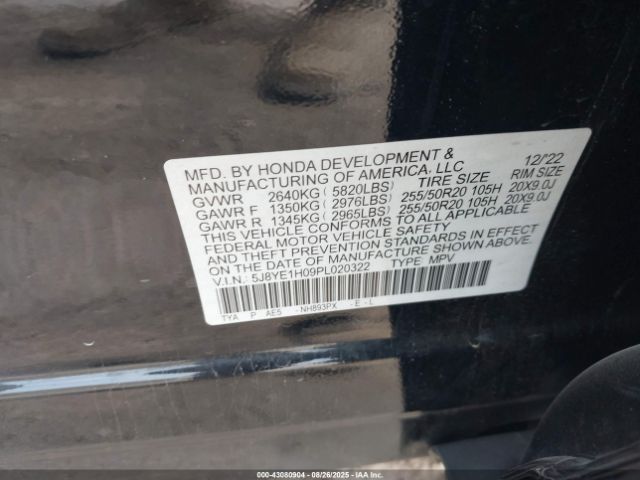 MFD. BY HONDA DEVELOPMENT & 12/'22
MANUFACTURING OF AMERICA, LLC
TIRE SIZE RIM SIZE
GVWR 2640KG ( 5820LBS)
GAWR F 1350KG ( 2976LBS) 255/50R20 105H 20X9.0J
GAWR R 1345KG ( 2965LBS) 255/50R20 105H 20X9.0J
THIS VEHICLE CONFORMS TO ALL APPLICABLE
FEDERAL MOTOR VEHICLE SAFETY
AND THEFT PREVENTION STANDARDS IN EFFECT
ON THE DATE OF MANUFACTURE SHOWN ABOVE.
V.I.N.: 5J8YE1H09PL020322 TYPE: MPV
TYA P AE5 -NH893PX -E-L
000-43080904 - 08/26/2025 - IAAI.com